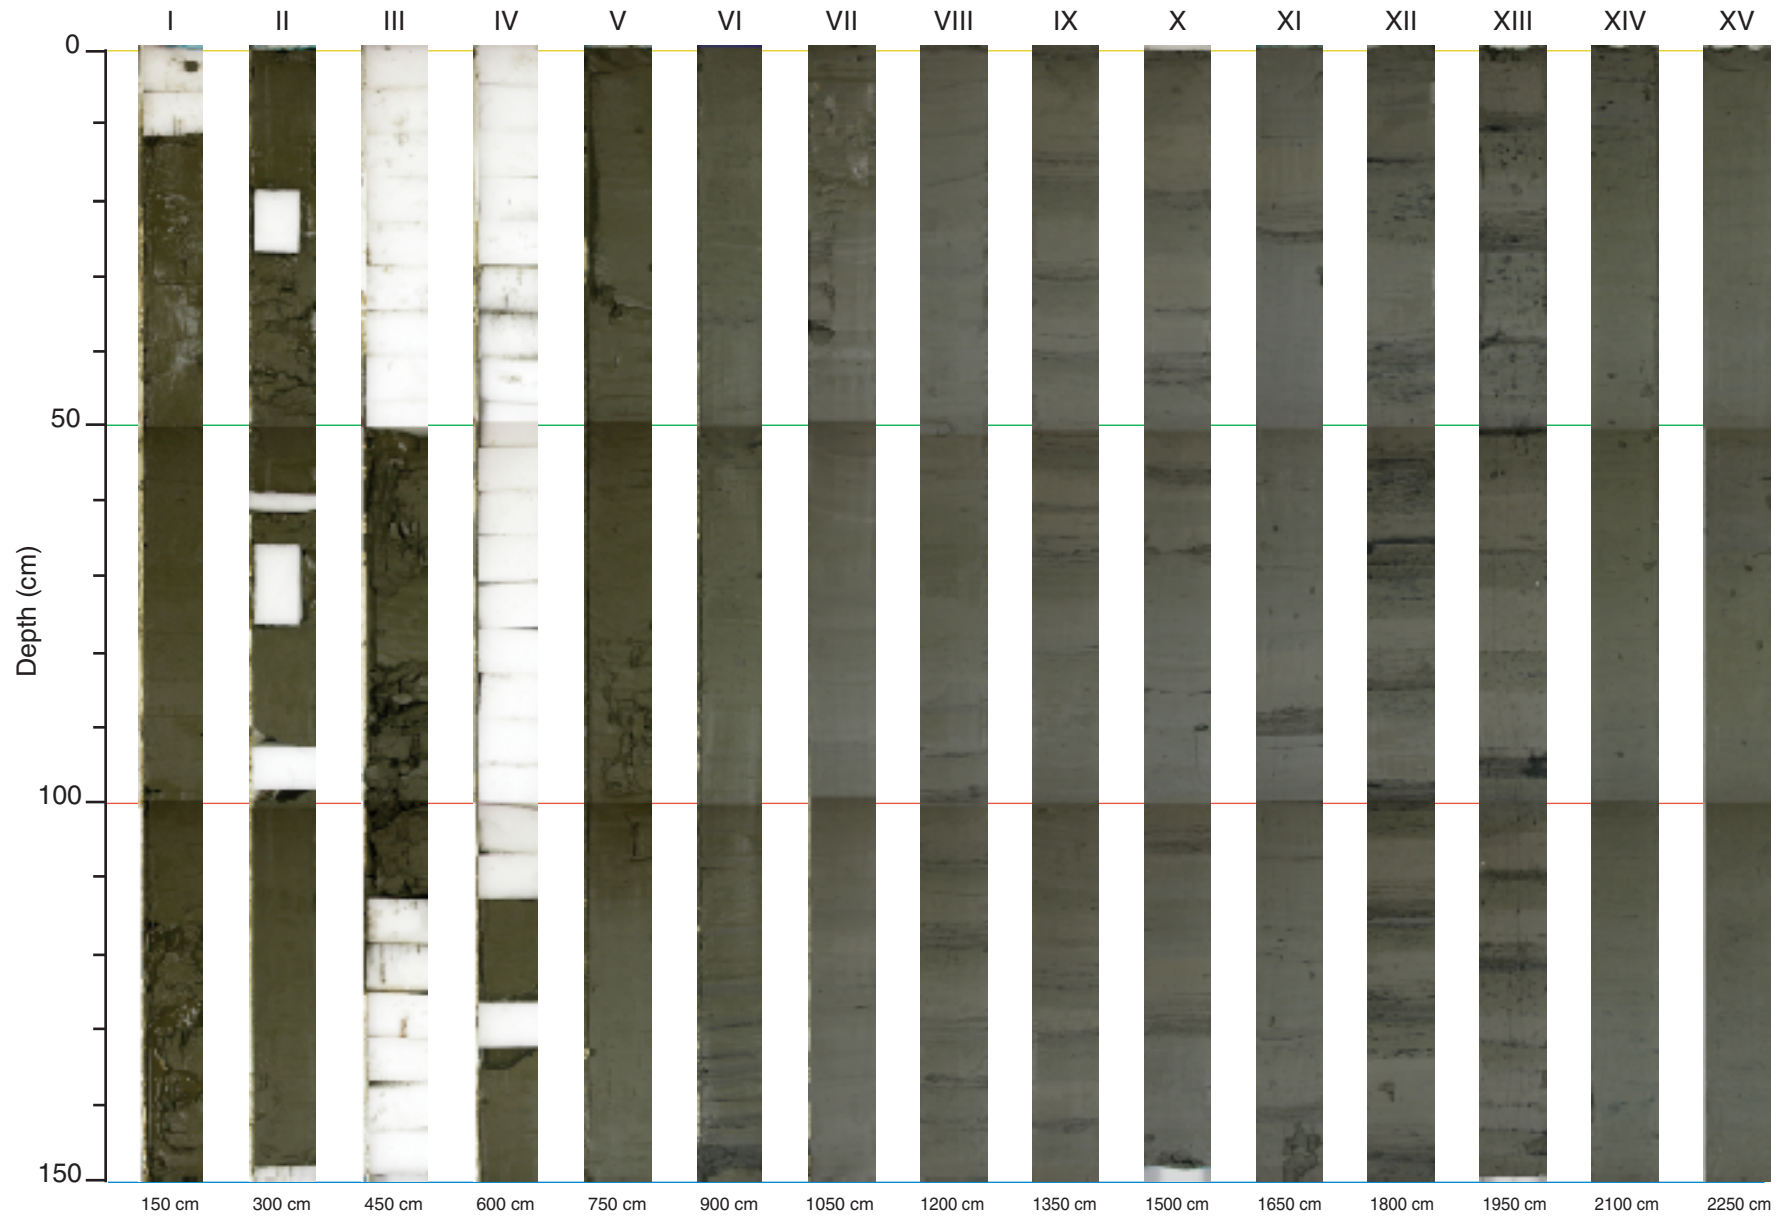 I II III IV V VI VII VIII IX X XI XII XIII XIV XV
0
50
100
150
Depth (cm)
150 cm 300 cm 450 cm 600 cm 750 cm 900 cm 1050 cm 1200 cm 1350 cm 1500 cm 1650 cm 1800 cm 1950 cm 2100 cm 2250 cm